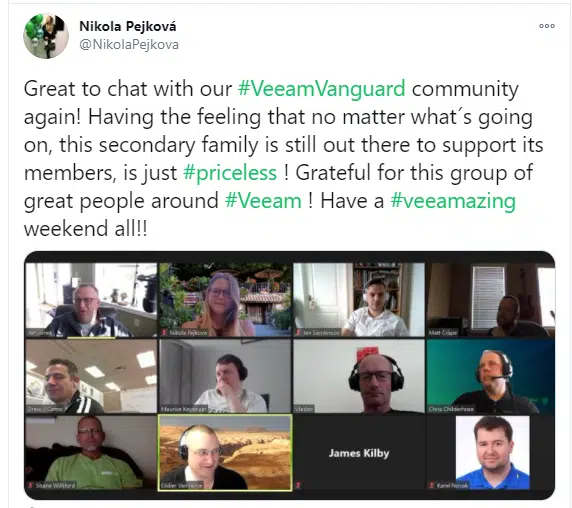 Nikola Pejková
@NikolaPejkova
Great to chat with our #VeeamVanguard community
again! Having the feeling that no matter what´s going
on, this secondary family is still out there to support its
members, is just #priceless ! Grateful for this group of
great people around #Veeam ! Have a #veeamazing
weekend all!!
Nikola Pejkova
Ian Sanderson
Matt Crape
Maurice Kevenaar
Vladan
Chris Childerhose
Shane Williford
Didier Van Hoye
James Kilby
Karel Novak